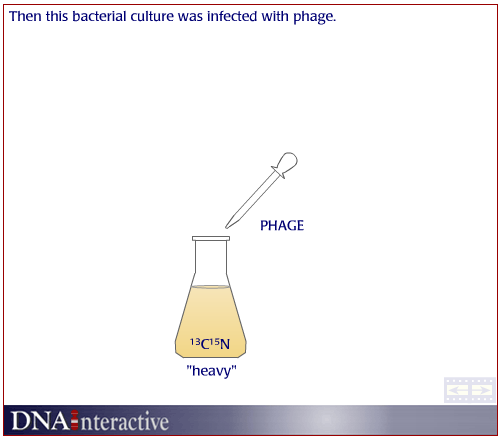 Then this bacterial culture was infected with phage.
PHAGE
¹³C¹⁵N
"heavy"
DNAinteractive